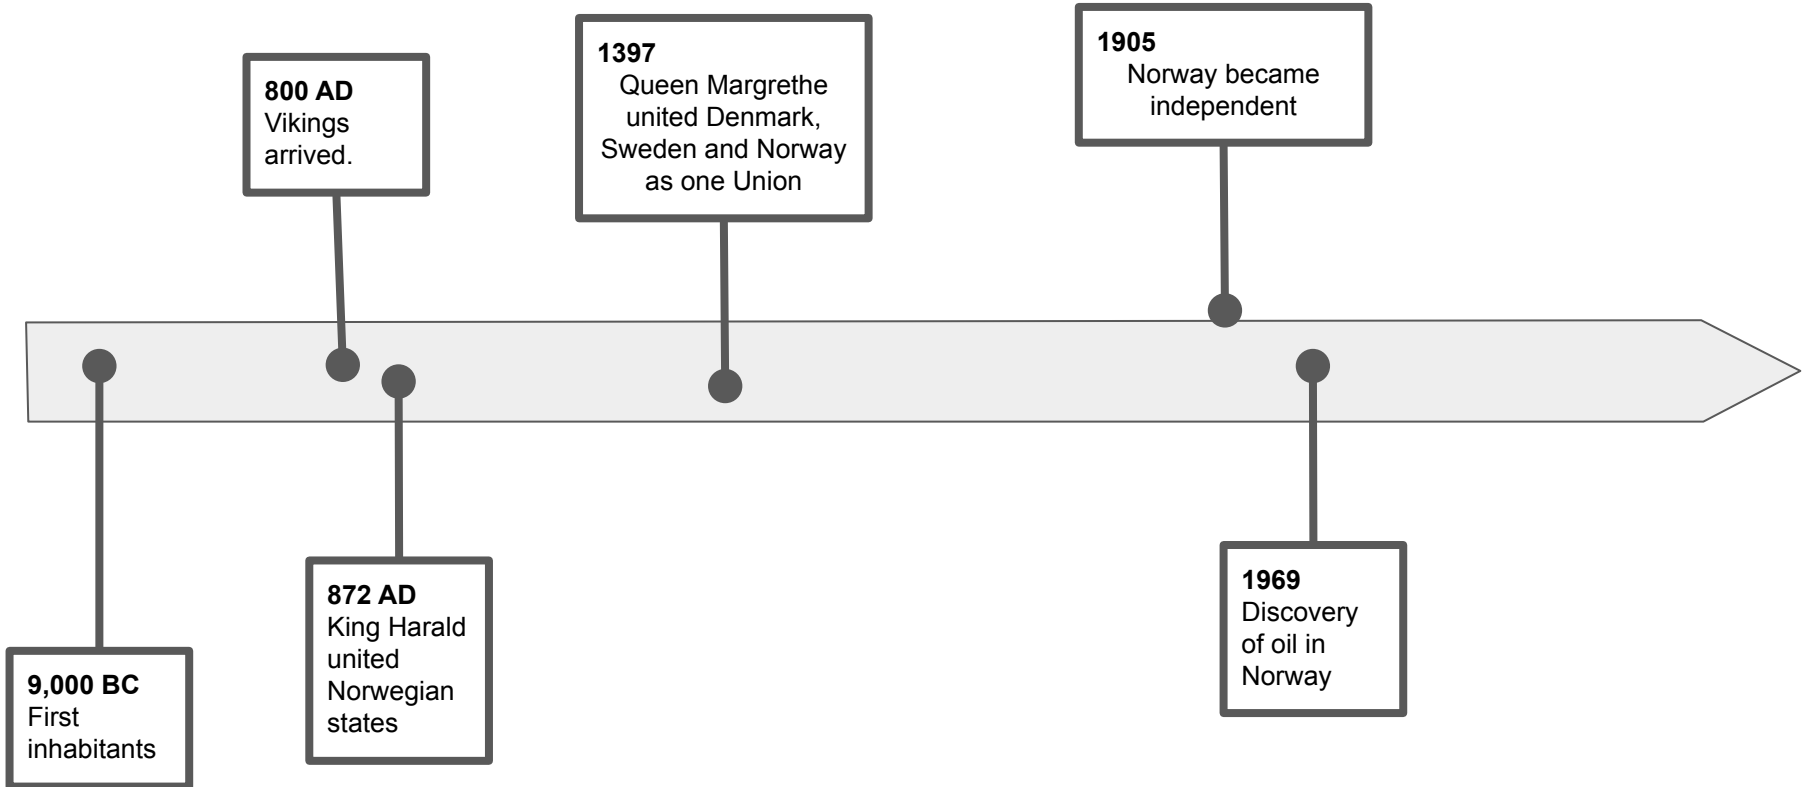 9,000 BC
First
inhabitants
800 AD
Vikings
arrived.
872 AD
King Harald
united
Norwegian
states
1397
Queen Margrethe
united Denmark,
Sweden and Norway
as one Union
1905
Norway became
independent
1969
Discovery
of oil in
Norway